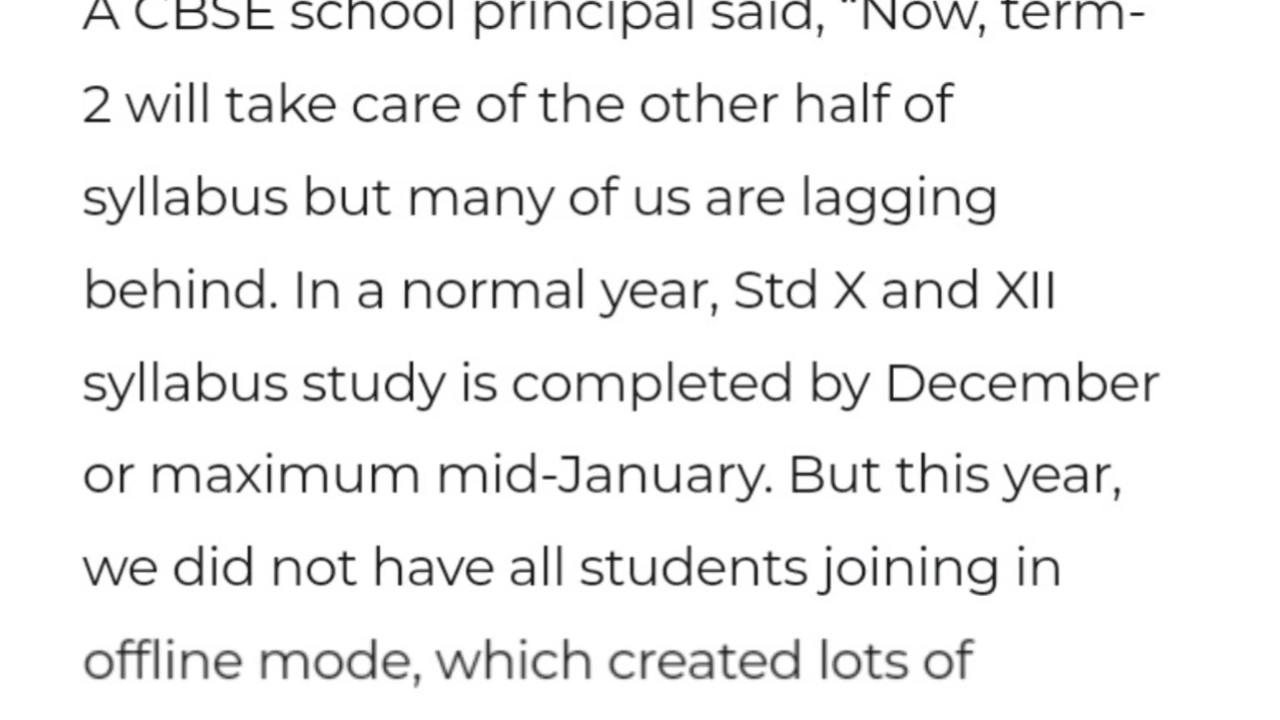 A CBSE school principal said, "Now, term-
2 will take care of the other half of
syllabus but many of us are lagging
behind. In a normal year, Std X and XII
syllabus study is completed by December
or maximum mid-January. But this year,
we did not have all students joining in
offline mode, which created lots of